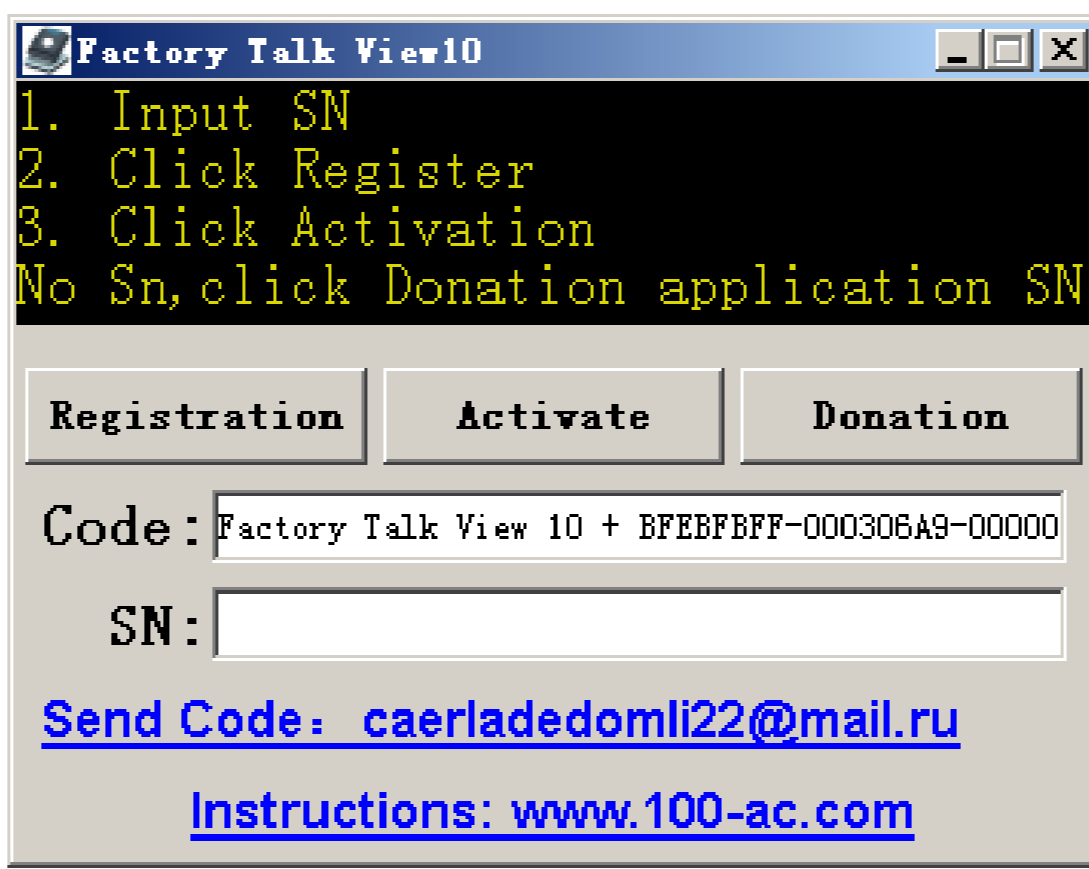 Factory Talk View10
1. Input SN
2. Click Register
3. Click Activation
No Sn,click Donation application SN
Registration Activate Donation
Code: Factory Talk View 10 + BFEBFBFF-000306A9-00000
SN:
Send Code：caerladedomli22@mail.ru
Instructions: www.100-ac.com